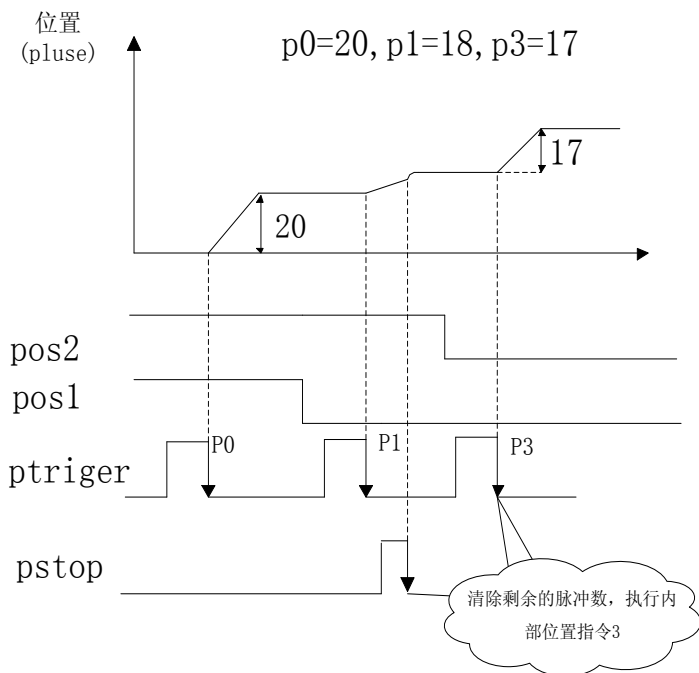 位置
(pluse)
p0=20, p1=18, p3=17
17
20
pos2
pos1
P0
P1
P3
ptriger
pstop
清除剩余的脉冲数，执行内
部位置指令3